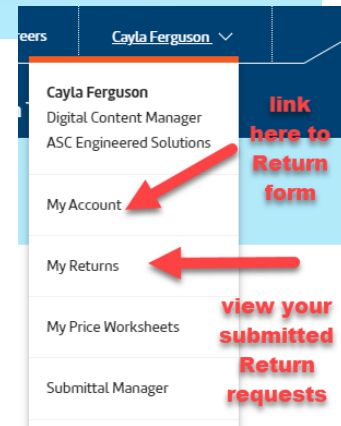 eers
Cayla Ferguson
Cayla Ferguson
Digital Content Manager
ASC Engineered Solutions
My Account
My Returns
My Price Worksheets
Submittal Manager
link
here to
Return
form
view your
submitted
Return
requests